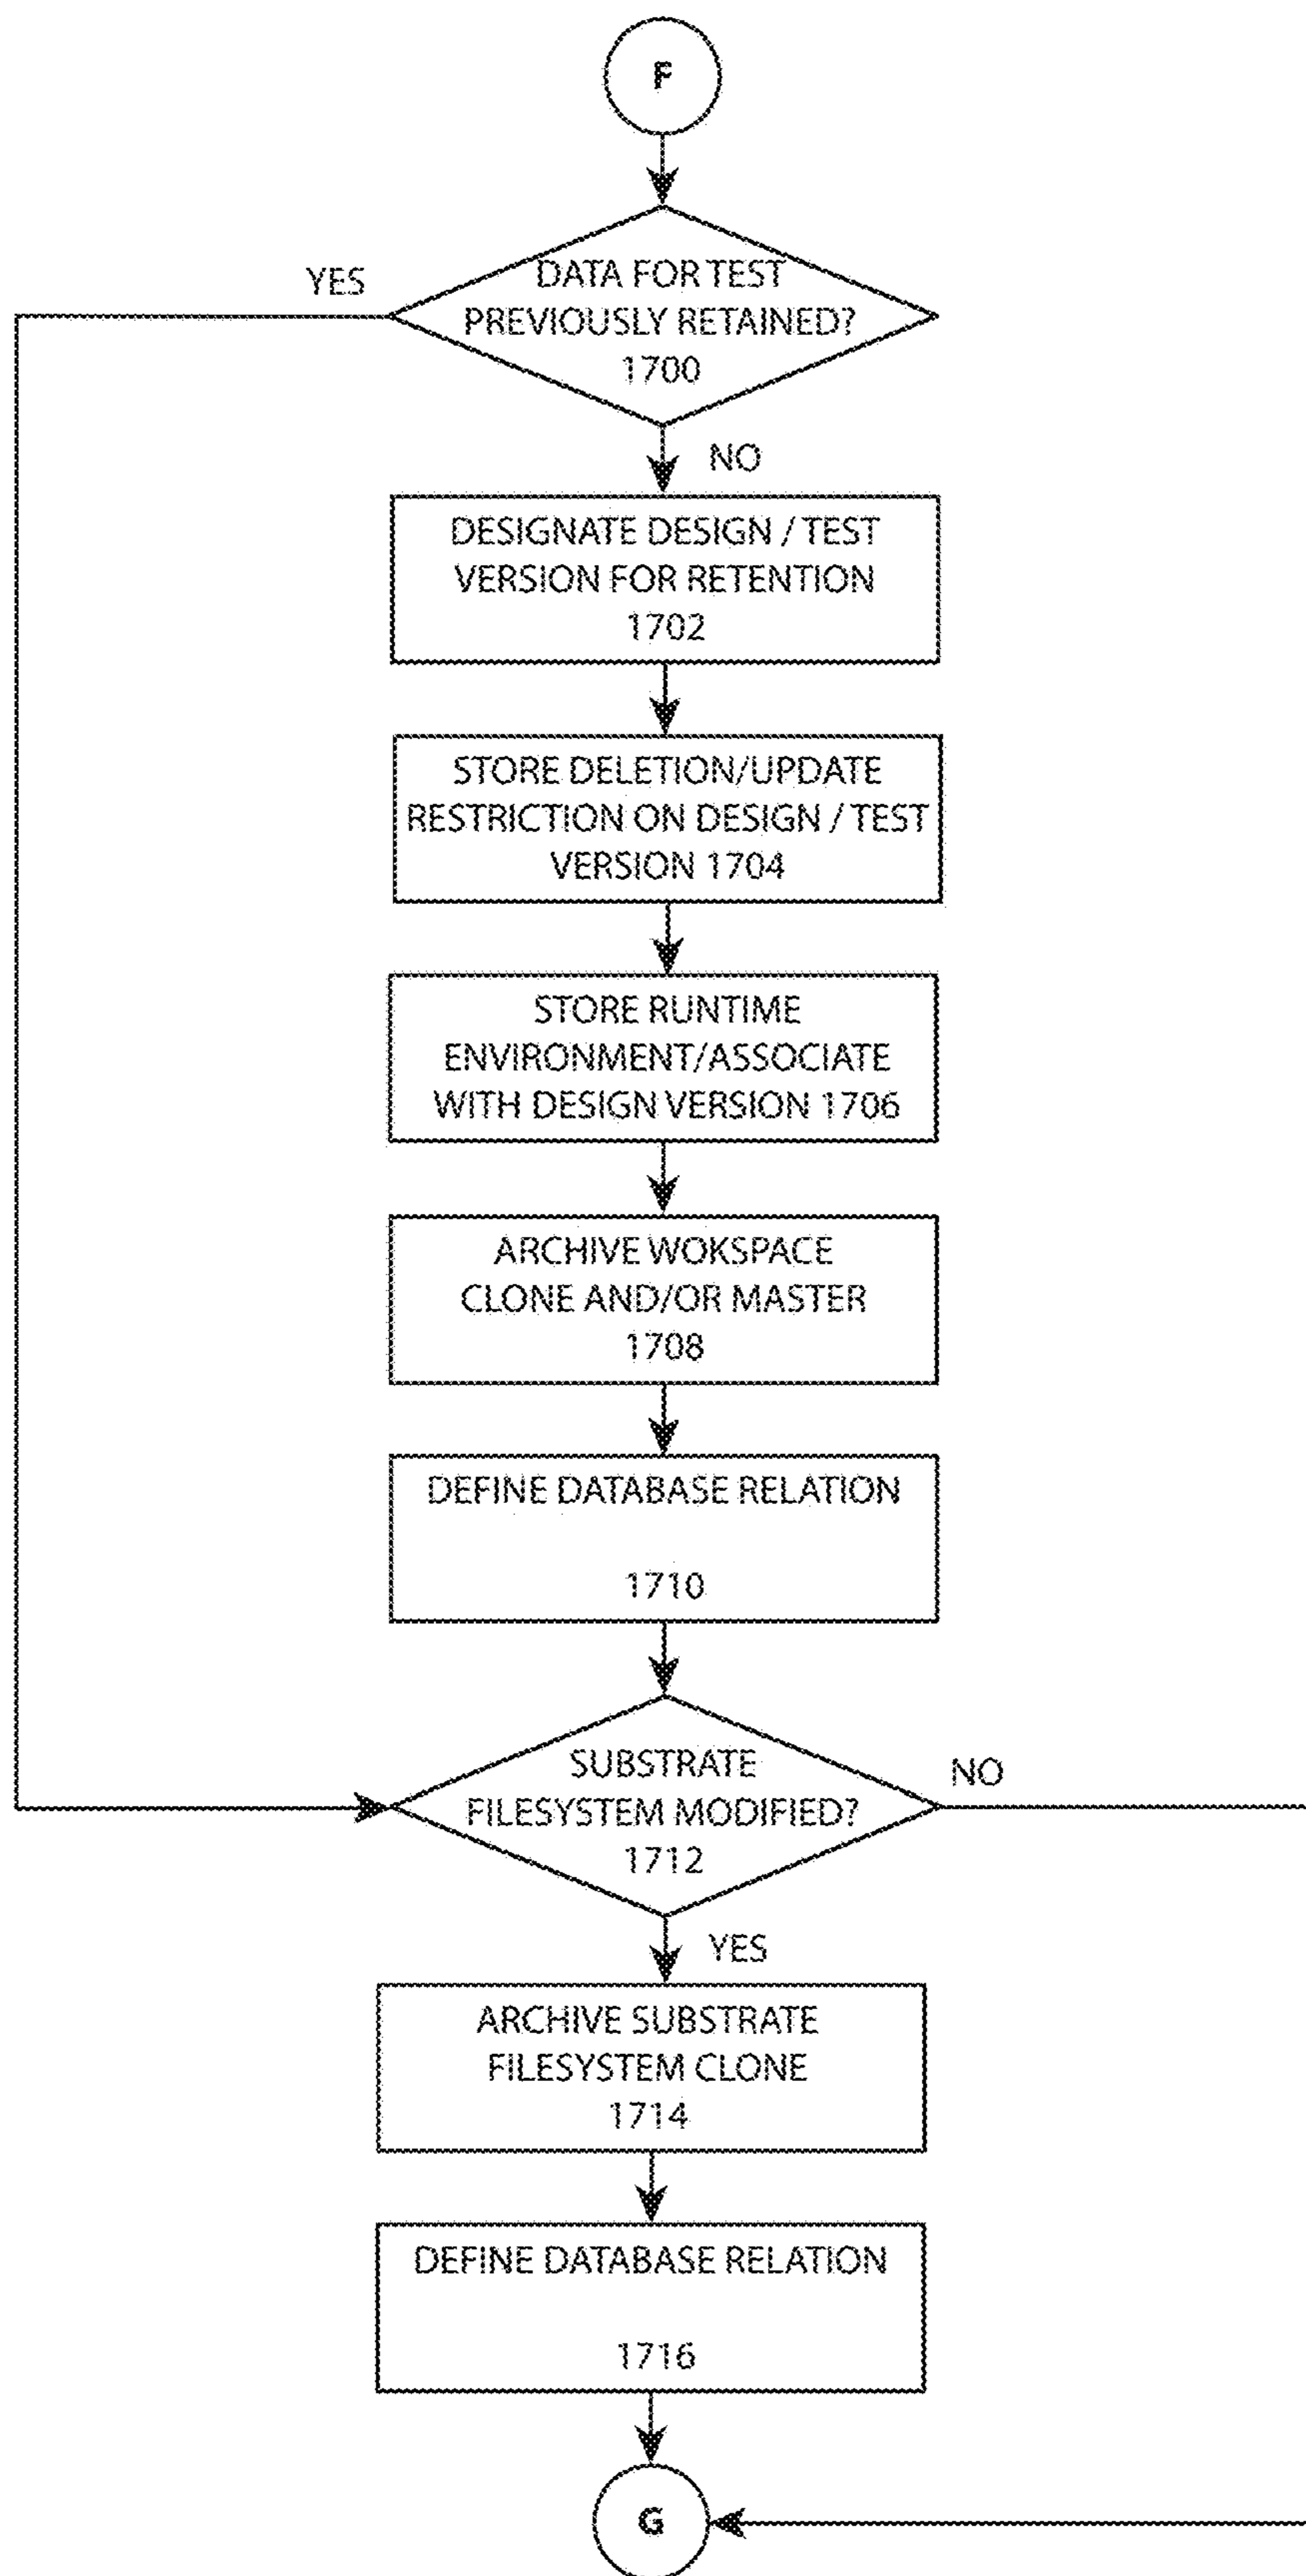 F
YES
DATA FOR TEST
PREVIOUSLY RETAINED?
1700
NO
DESIGNATE DESIGN / TEST
VERSION FOR RETENTION
1702
STORE DELETION/UPDATE
RESTRICTION ON DESIGN / TEST
VERSION 1704
STORE RUNTIME
ENVIRONMENT/ASSOCIATE
WITH DESIGN VERSION 1706
ARCHIVE WOKSPACE
CLONE AND/OR MASTER
1708
DEFINE DATABASE RELATION
1710
SUBSTRATE
FILESYSTEM MODIFIED?
1712
NO
YES
ARCHIVE SUBSTRATE
FILESYSTEM CLONE
1714
DEFINE DATABASE RELATION
1716
G